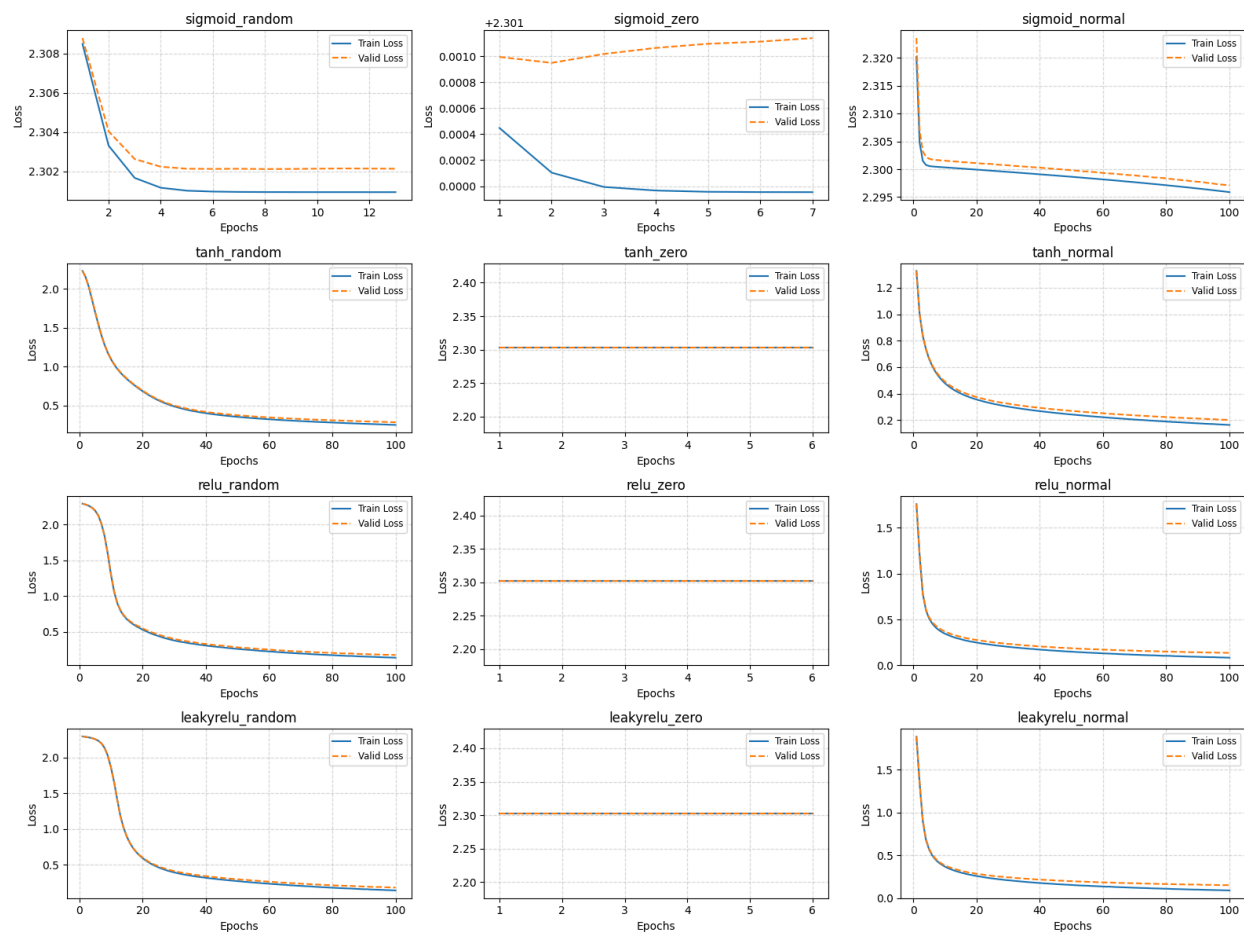 sigmoid_random
Loss
2.308
2.306
2.304
2.302
2 4 6 8 10 12
Epochs
Train Loss
Valid Loss
sigmoid_zero
+2.301
Loss
0.0010
0.0008
0.0006
0.0004
0.0002
0.0000
1 2 3 4 5 6 7
Epochs
Train Loss
Valid Loss
sigmoid_normal
Loss
2.320
2.315
2.310
2.305
2.300
2.295
0 20 40 60 80 100
Epochs
Train Loss
Valid Loss
tanh_random
Loss
2.0
1.5
1.0
0.5
0 20 40 60 80 100
Epochs
Train Loss
Valid Loss
tanh_zero
Loss
2.40
2.35
2.30
2.25
2.20
1 2 3 4 5 6
Epochs
Train Loss
Valid Loss
tanh_normal
Loss
1.2
1.0
0.8
0.6
0.4
0.2
0 20 40 60 80 100
Epochs
Train Loss
Valid Loss
relu_random
Loss
2.0
1.5
1.0
0.5
0 20 40 60 80 100
Epochs
Train Loss
Valid Loss
relu_zero
Loss
2.40
2.35
2.30
2.25
2.20
1 2 3 4 5 6
Epochs
Train Loss
Valid Loss
relu_normal
Loss
1.5
1.0
0.5
0.0
0 20 40 60 80 100
Epochs
Train Loss
Valid Loss
leakyrelu_random
Loss
2.0
1.5
1.0
0.5
0 20 40 60 80 100
Epochs
Train Loss
Valid Loss
leakyrelu_zero
Loss
2.40
2.35
2.30
2.25
2.20
1 2 3 4 5 6
Epochs
Train Loss
Valid Loss
leakyrelu_normal
Loss
1.5
1.0
0.5
0.0
0 20 40 60 80 100
Epochs
Train Loss
Valid Loss